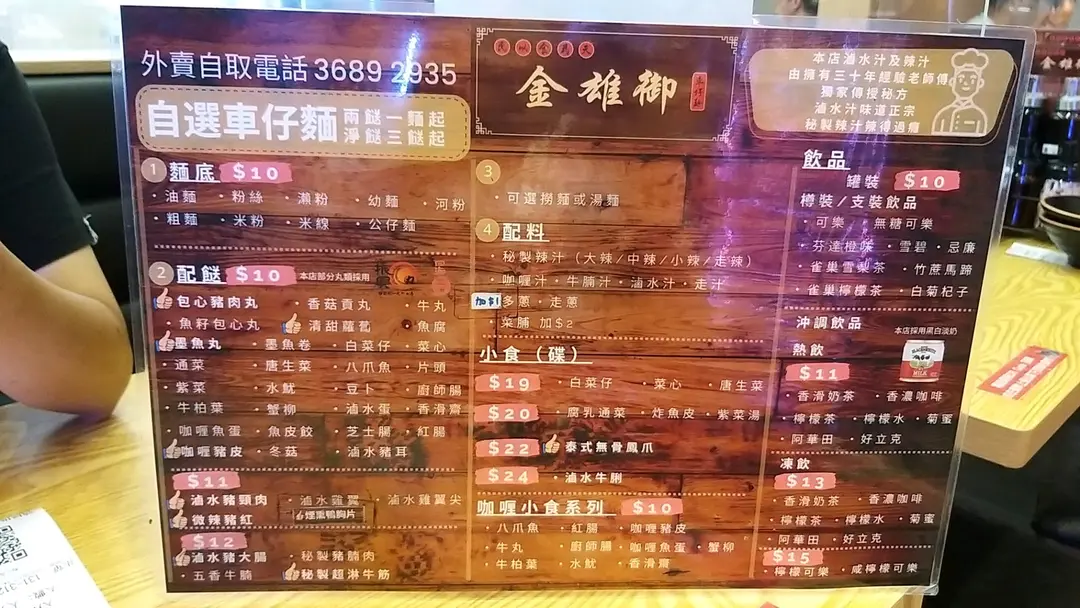 外賣自取電話 3689 2935
自選車仔麵 兩餸一麵起
淨餸三餸起
金雄御
本店滷水汁及辣汁
由擁有三十年經驗老師傅
獨家傳授秘方
滷水汁味道正宗
秘製辣汁辣得過癮
1 麵底 $10
・油麵 ・粉絲 ・瀨粉 ・幼麵 ・河粉
・粗麵 ・米粉 ・米線 ・公仔麵
2 配餸 $10 本店部分丸類採用
包心豬肉丸 ・香菇貢丸 ・牛丸
・魚籽包心丸 清甜蘿蔔 ・魚腐
墨魚丸 ・墨魚卷 ・白菜仔 ・菜心
・通菜 ・唐生菜 ・八爪魚 ・片頭
・紫菜 ・水魷 ・豆卜 ・廚師腸
・牛柏葉 ・蟹柳 ・滷水蛋 ・香滑齋
・咖喱魚蛋 ・魚皮餃 ・芝士腸 ・紅腸
咖喱豬皮 ・冬菇 ・滷水豬耳
$11
滷水豬頸肉 ・滷水雞翼 ・滷水雞翼尖
微辣豬紅 煙熏鴨胸片
$12
滷水豬大腸 ・秘製豬腩肉
・五香牛腩 秘製超淋牛筋
3
・可選撈麵或湯麵
4 配料
・秘製辣汁（大辣/中辣/小辣/走辣）
・咖喱汁・牛腩汁・滷水汁・走汁
加$1 多蔥・走蔥
・菜脯 加$2
小食（碟）
$19 ・白菜仔 ・菜心 ・唐生菜
$20 ・腐乳通菜 ・炸魚皮 ・紫菜湯
$22 泰式無骨鳳爪
$24 ・滷水牛脷
咖喱小食系列 $10
・八爪魚 ・紅腸 ・咖喱豬皮
・牛丸 ・廚師腸 ・咖喱魚蛋 ・蟹柳
・牛柏葉 ・水魷 ・香滑齋
飲品
罐裝 $10
樽裝/支裝飲品
・可樂 ・無糖可樂
・芬達橙味 ・雪碧 ・忌廉
・雀巢雪梨茶 ・竹蔗馬蹄
・雀巢檸檬茶 ・白菊杞子
沖調飲品 本店採用黑白淡奶
熱飲
$11
・香滑奶茶 ・香濃咖啡
・檸檬茶 ・檸檬水 ・菊蜜
・阿華田 ・好立克
凍飲
$13
・香滑奶茶 ・香濃咖啡
・檸檬茶 ・檸檬水 ・菊蜜
・阿華田 ・好立克
$15
・檸檬可樂 ・咸檸檬可樂